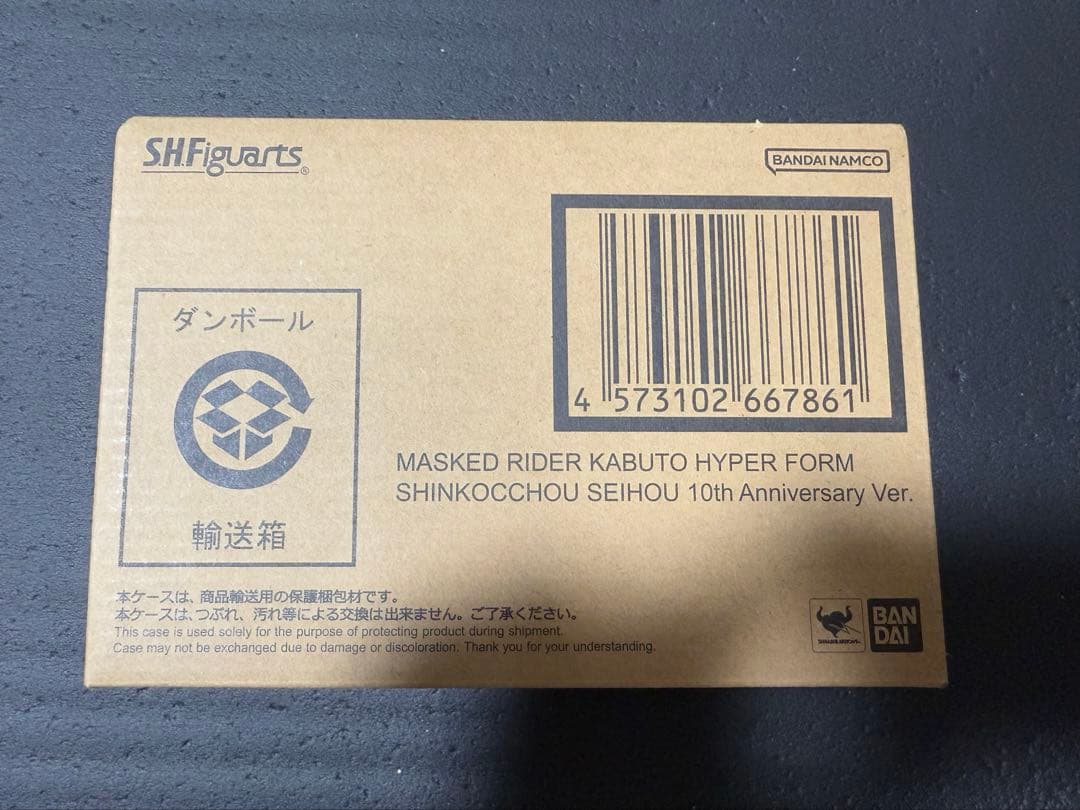 S.H.Figuarts®
BANDAI NAMCO
4 573102 667861
ダンボール
輸送箱
MASKED RIDER KABUTO HYPER FORM
SHINKOCCHOU SEIHOU 10th Anniversary Ver.
本ケースは、商品輸送用の保護梱包材です。
本ケースは、つぶれ、汚れ等による交換は出来ません。ご了承ください。
This case is used solely for the purpose of protecting product during shipment.
Case may not be exchanged due to damage or discoloration. Thank you for your understanding.
BAN
DAI